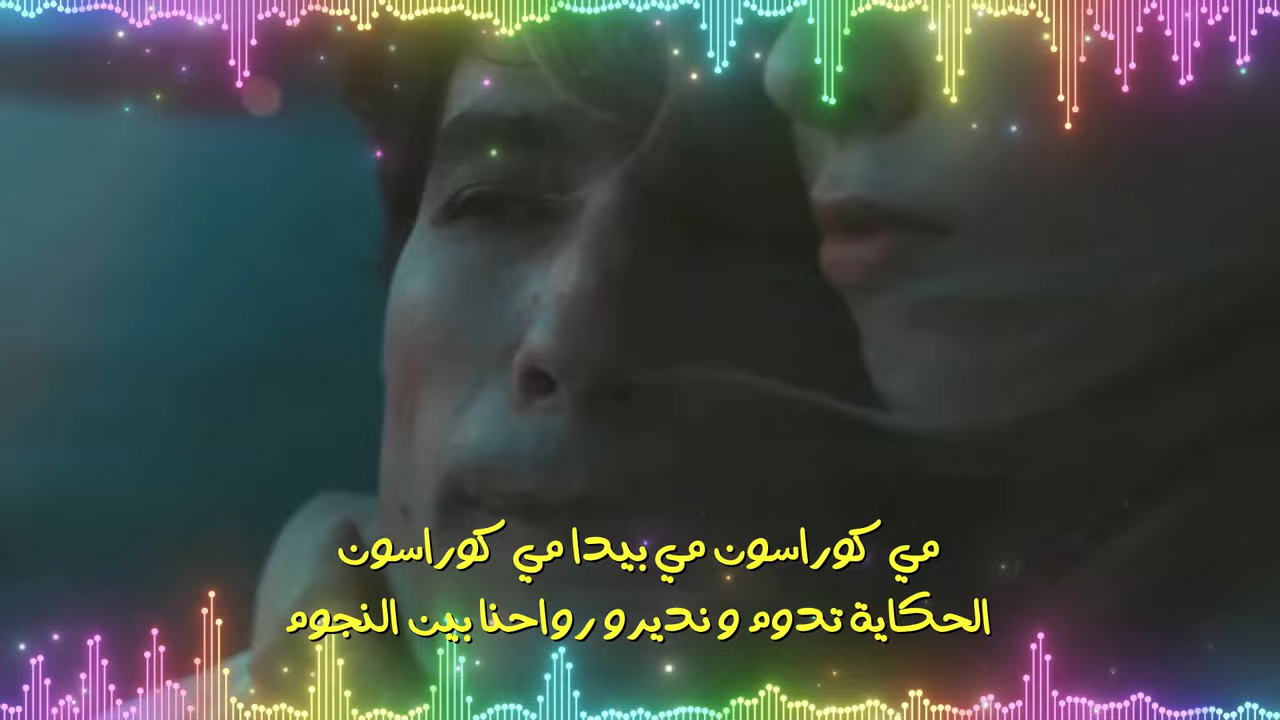 مي كوراسون مي بيدا مي كوراسون
الحكاية تدوم و نديرو رواحنا بين النجوم